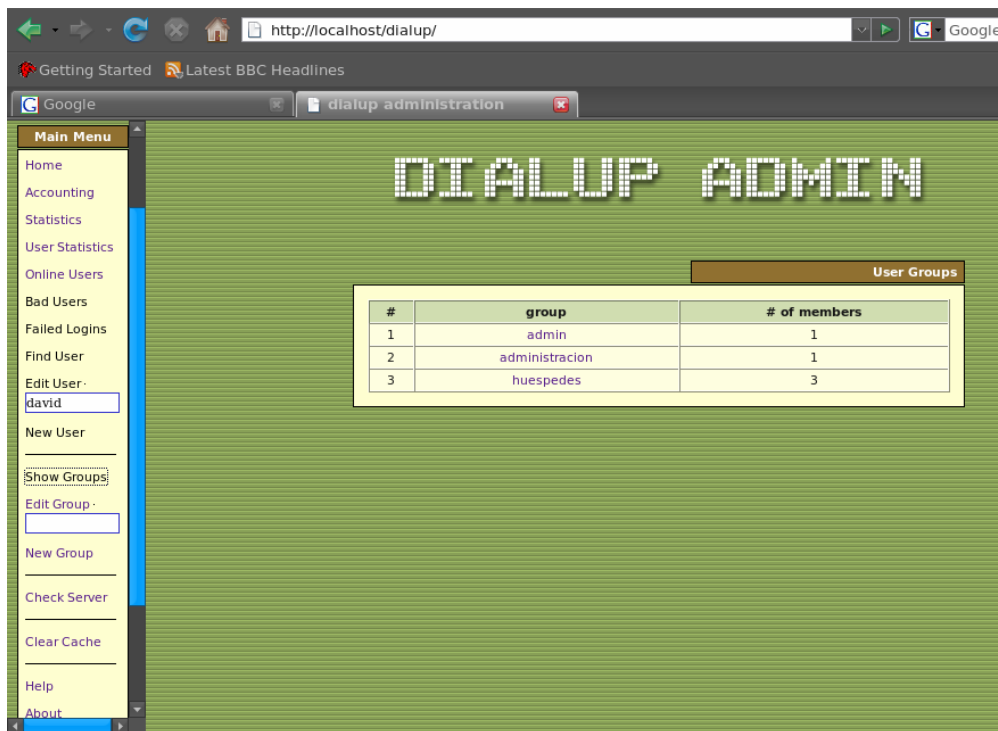 http://localhost/dialup/
G Google
Getting Started Latest BBC Headlines
G Google
dialup administration
Main Menu
Home
Accounting
Statistics
User Statistics
Online Users
Bad Users
Failed Logins
Find User
Edit User·
david
New User
Show Groups
Edit Group·
New Group
Check Server
Clear Cache
Help
About
DIALUP ADMIN
User Groups
# group # of members
1 admin 1
2 administracion 1
3 huespedes 3